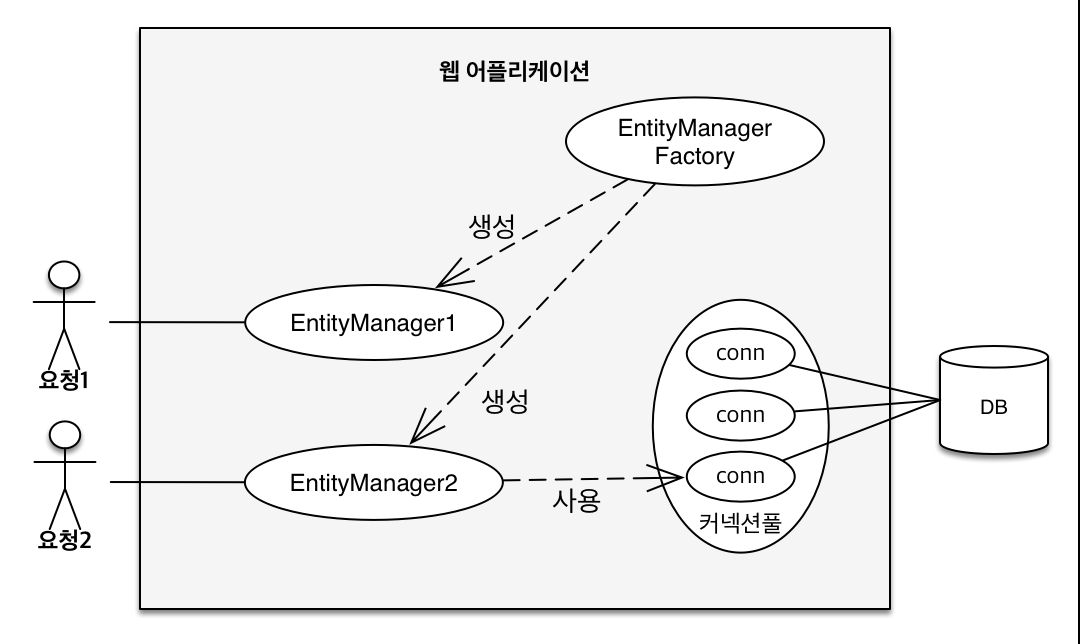 웹 어플리케이션
EntityManager
Factory
생성
EntityManager1
요청1
conn
conn
conn
커넥션풀
DB
생성
EntityManager2
사용
요청2